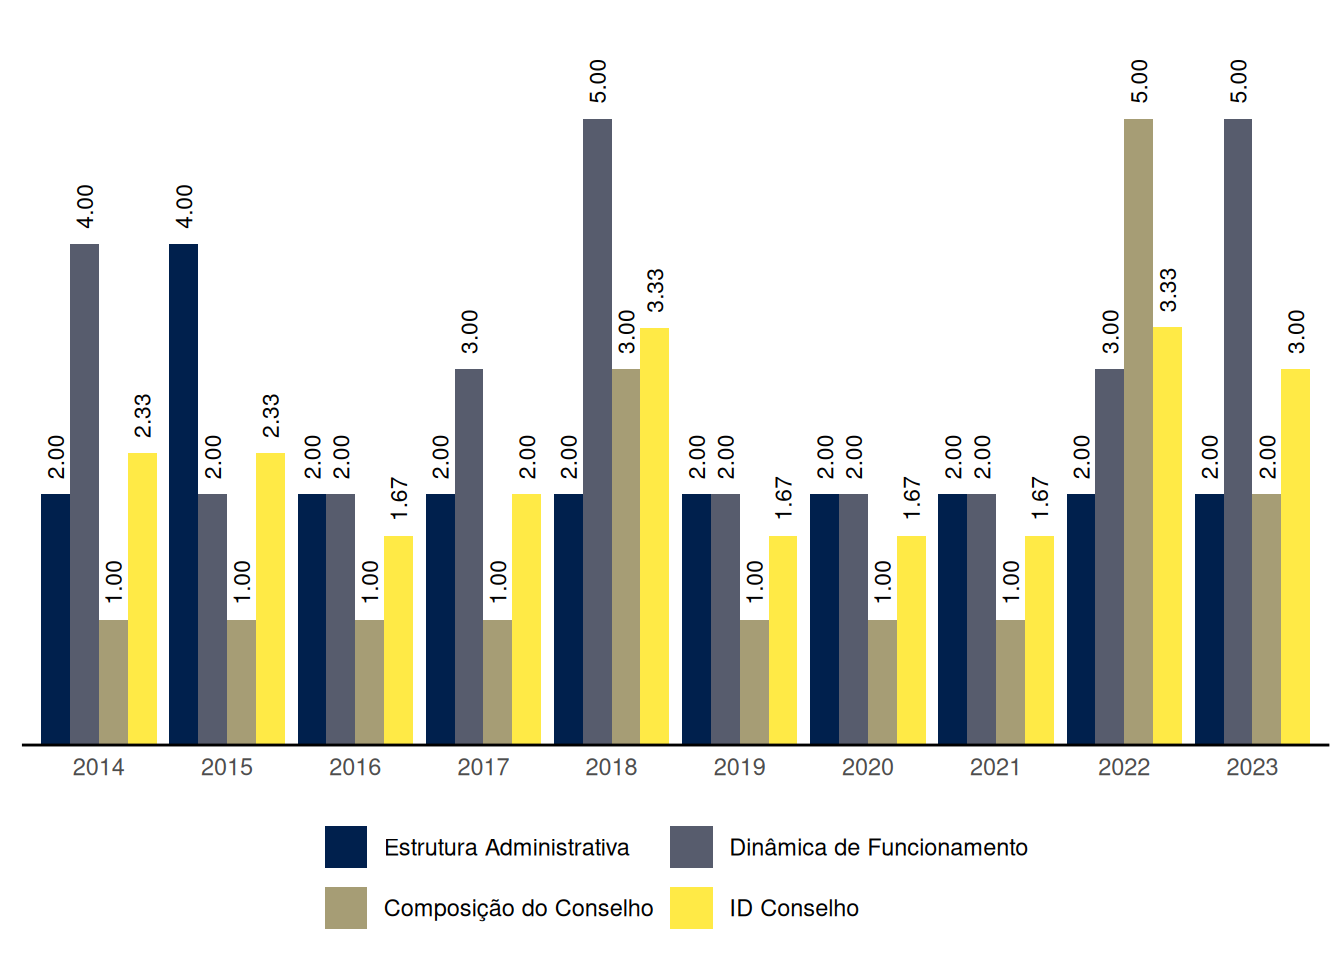 5.00 5.00 5.00
4.00 4.00
3.33 3.33
3.00 3.00 3.00 3.00
2.33 2.33
2.00 2.00 2.00 2.00 2.00 2.00 2.00 2.00 2.00 2.00 2.00 2.00 2.00 2.00 2.00 2.00
1.67 1.67 1.67 1.67
1.00 1.00 1.00 1.00 1.00 1.00 1.00
2014 2015 2016 2017 2018 2019 2020 2021 2022 2023
Estrutura Administrativa Dinâmica de Funcionamento
Composição do Conselho ID Conselho